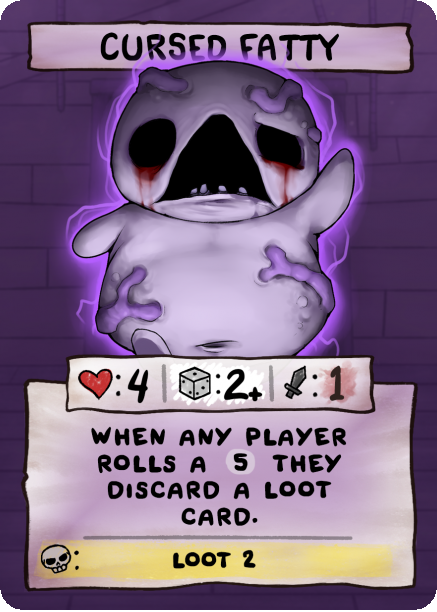 CURSED FATTY
:4 :2+ :1
WHEN ANY PLAYER
ROLLS A 5 THEY
DISCARD A LOOT
CARD.
: LOOT 2